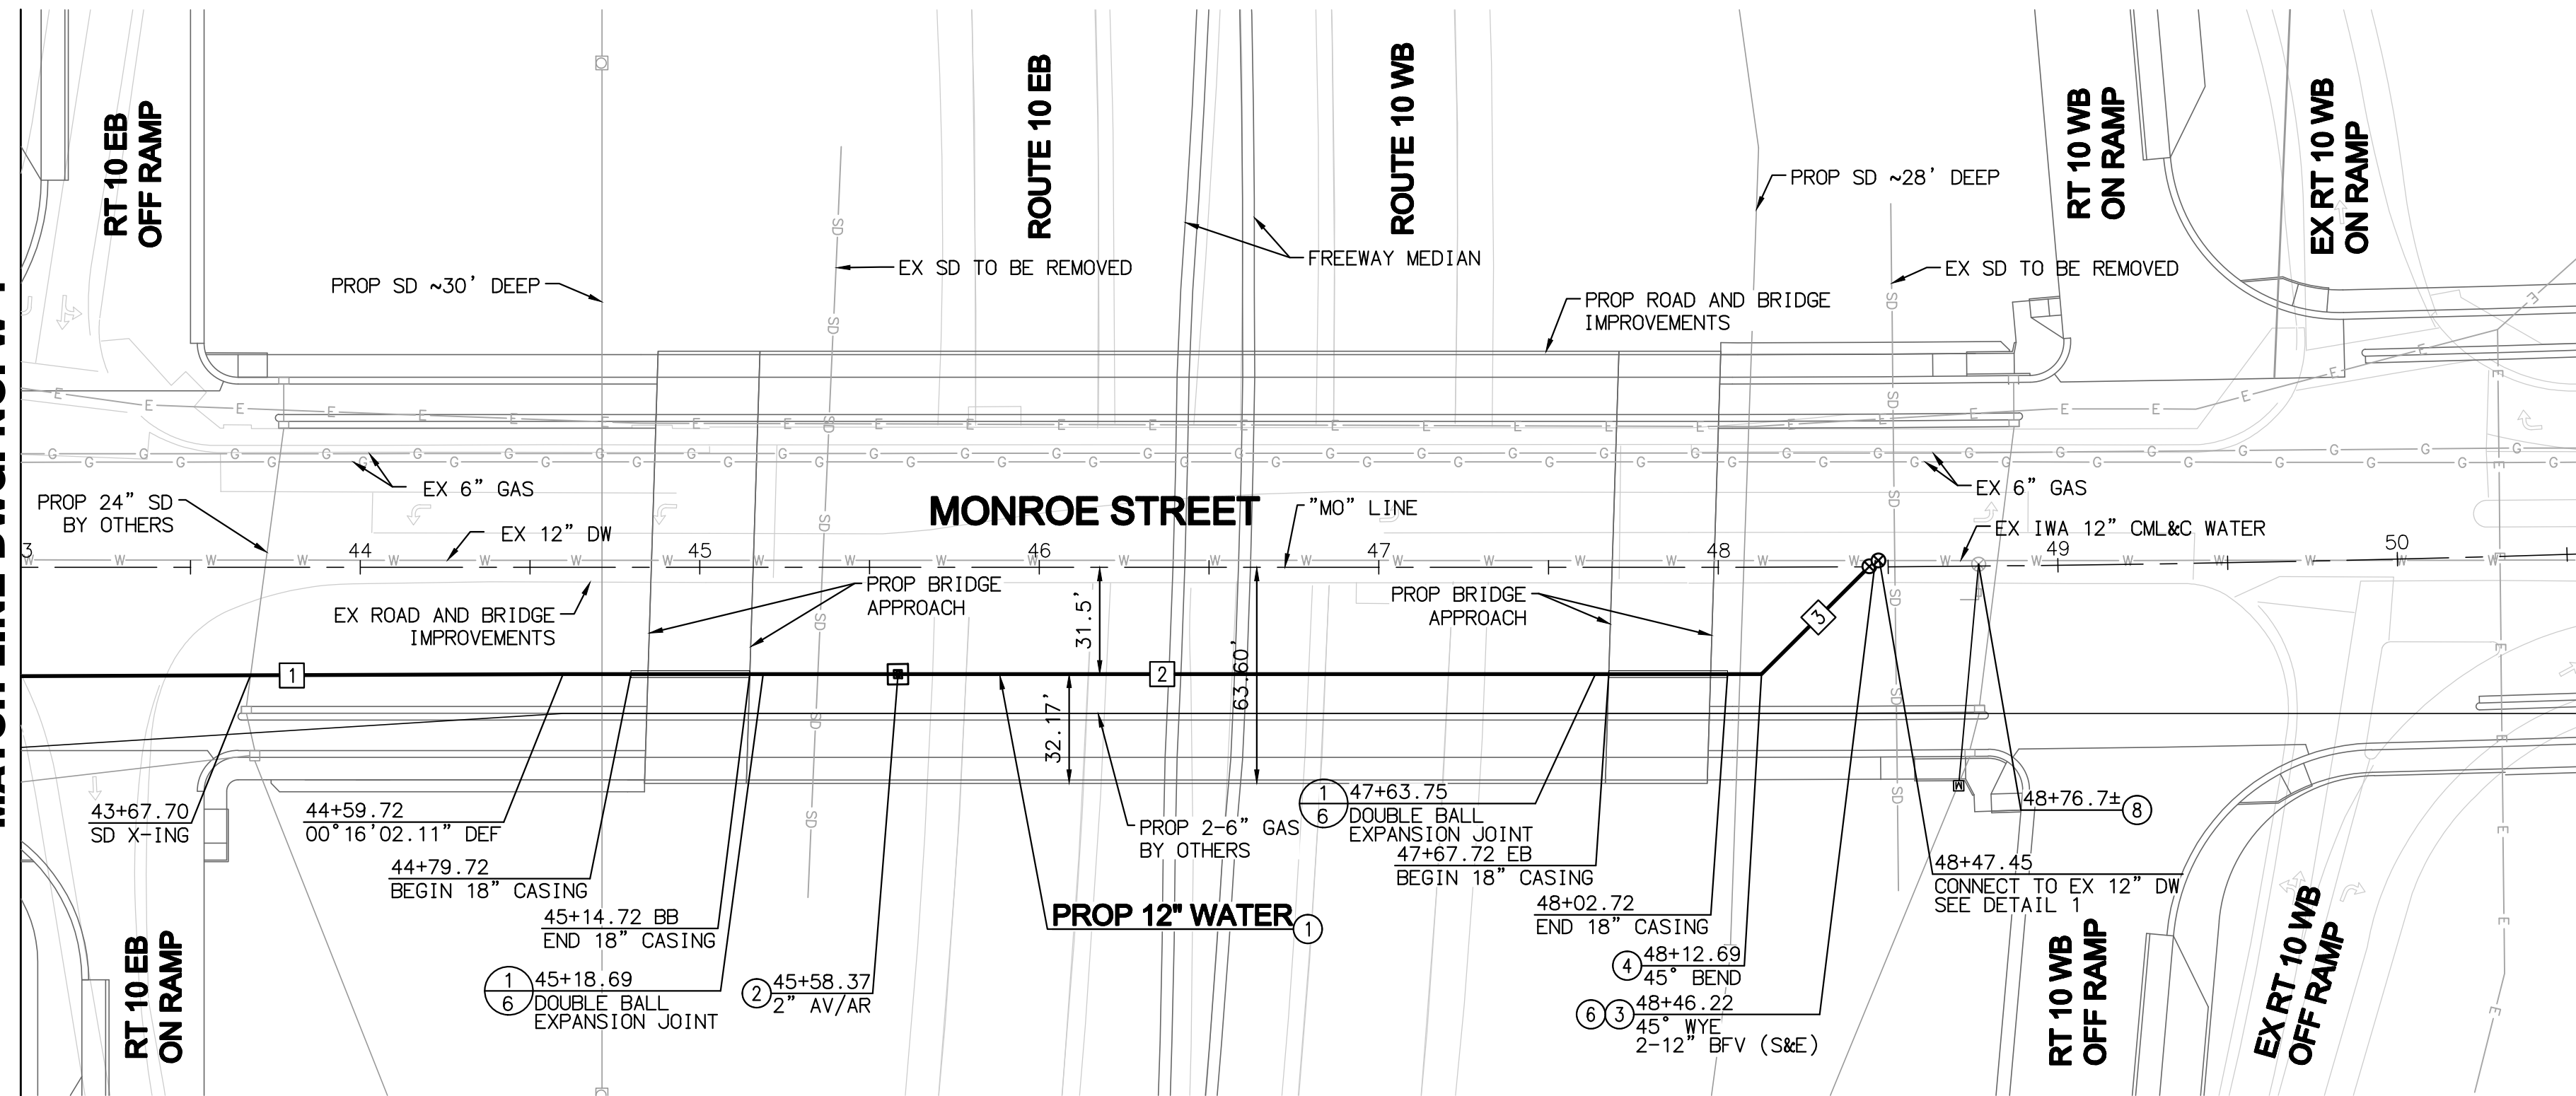 RT 10 EB
OFF RAMP
ROUTE 10 EB
ROUTE 10 WB
RT 10 WB
ON RAMP
EX RT 10 WB
ON RAMP
PROP SD ~28' DEEP
FREEWAY MEDIAN
EX SD TO BE REMOVED
EX SD TO BE REMOVED
PROP SD ~30' DEEP
PROP ROAD AND BRIDGE
IMPROVEMENTS
EX 6" GAS
EX 6" GAS
PROP 24" SD
BY OTHERS
EX 12" DW
MONROE STREET
"MO" LINE
EX IWA 12" CML&C WATER
3
44
45
46
47
48
49
50
EX ROAD AND BRIDGE
IMPROVEMENTS
PROP BRIDGE
APPROACH
31.5'
63.60'
32.17'
PROP BRIDGE
APPROACH
1
2
3
43+67.70
SD X-ING
44+59.72
00°16'02.11" DEF
44+79.72
BEGIN 18" CASING
45+14.72 BB
END 18" CASING
1
6
45+18.69
DOUBLE BALL
EXPANSION JOINT
2
45+58.37
2" AV/AR
PROP 12" WATER
1
PROP 2-6" GAS
BY OTHERS
1
6
47+63.75
DOUBLE BALL
EXPANSION JOINT
47+67.72 EB
BEGIN 18" CASING
48+02.72
END 18" CASING
4
48+12.69
45° BEND
6
3
48+46.22
45° WYE
2-12" BFV (S&E)
48+76.7±
8
48+47.45
CONNECT TO EX 12" DW
SEE DETAIL 1
RT 10 EB
ON RAMP
RT 10 WB
OFF RAMP
EX RT 10 WB
OFF RAMP